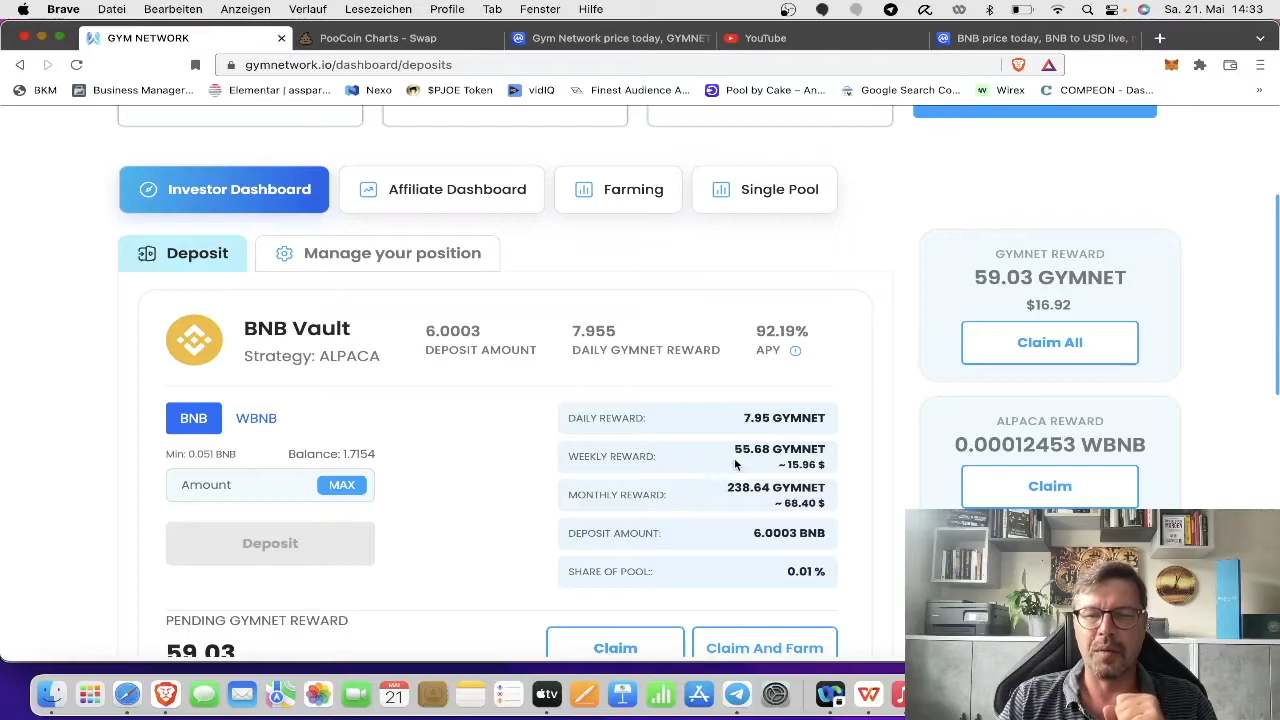 Brave Datei Bearbeiten Anzeigen Verlauf Lesezeichen Profile Tab Fenster Hilfe Sa. 21. Mai 14:33
GYM NETWORK PooCoin Charts - Swap Gym Network price today, GYMNET YouTube BNB price today, BNB to USD live,
gymnetwork.io/dashboard/deposits
BKM Business Manager... Elementar | asspar... Nexo $PJOE Token vidIQ Finest Audience A... Pool by Cake – An... Google Search Co... Wirex COMPEON - Das... »
Investor Dashboard Affiliate Dashboard Farming Single Pool
Deposit Manage your position
GYMNET REWARD
59.03 GYMNET
$16.92
Claim All
BNB Vault
Strategy: ALPACA
6.0003
DEPOSIT AMOUNT
7.955
DAILY GYMNET REWARD
92.19%
APY
BNB WBNB
Min: 0.051 BNB Balance: 1.7154
Amount MAX
Deposit
DAILY REWARD: 7.95 GYMNET
WEEKLY REWARD: 55.68 GYMNET
~ 15.96 $
MONTHLY REWARD: 238.64 GYMNET
~ 68.40 $
DEPOSIT AMOUNT: 6.0003 BNB
SHARE OF POOL:: 0.01 %
ALPACA REWARD
0.00012453 WBNB
Claim
PENDING GYMNET REWARD
59.03
Claim Claim And Farm
MAI
21
tv